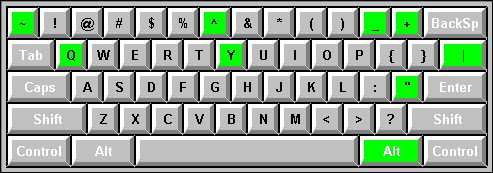 ~ ! @ # $ % ^ & * ( ) _ + BackSp
Tab Q W E R T Y U I O P { } |
Caps A S D F G H J K L : " Enter
Shift Z X C V B N M < > ? Shift
Control Alt Alt Control